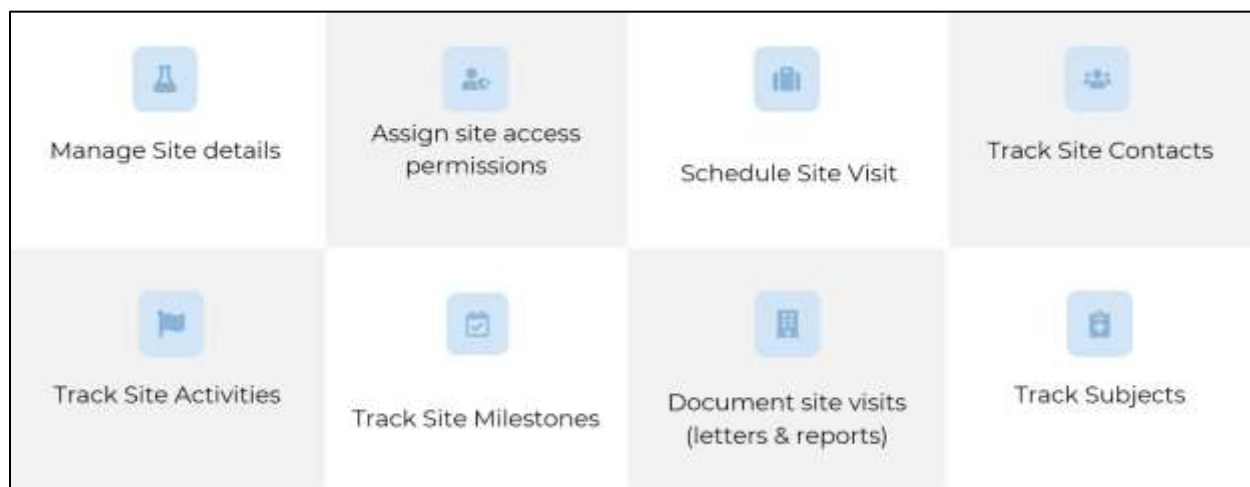 Manage Site details
Assign site access
permissions
Schedule Site Visit
Track Site Contacts
Track Site Activities
Track Site Milestones
Document site visits
(letters & reports)
Track Subjects